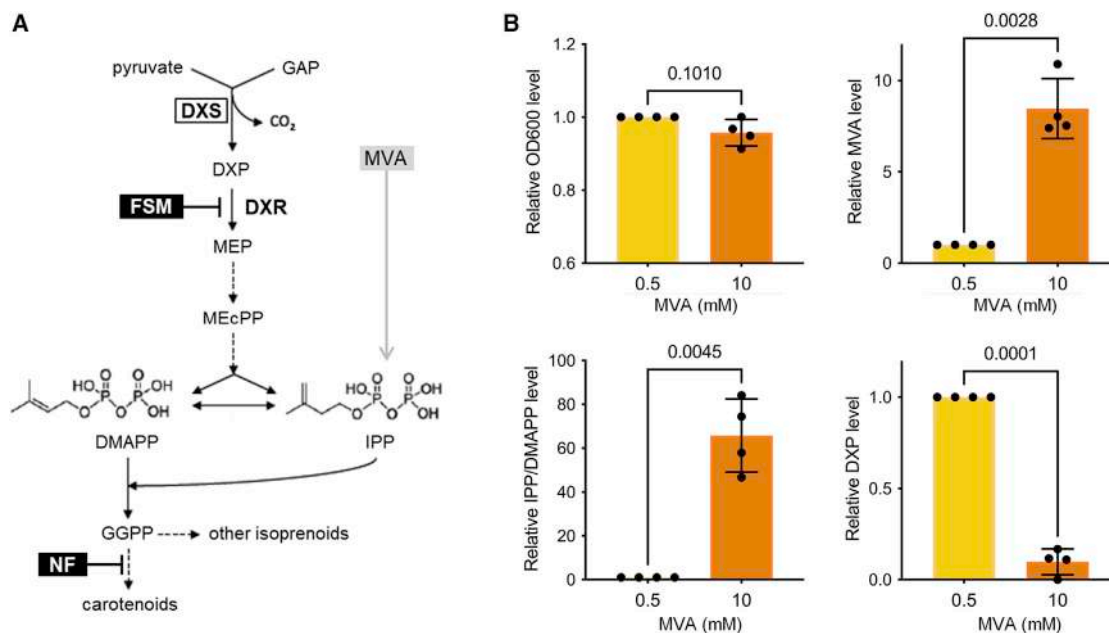 A
pyruvate GAP
DXS
CO₂
DXP
MVA
FSM
DXR
MEP
MEcPP
HO O O OH
P P
O O OH
DMAPP
HO O O OH
P P
O O OH
IPP
GGPP other isoprenoids
NF
carotenoids
B
Relative OD600 level
1.2
1.0
0.8
0.6
0.1010
0.5 10
MVA (mM)
Relative MVA level
10
5
0
0.0028
0.5 10
MVA (mM)
Relative IPP/DMAPP level
100
80
60
40
20
0
0.0045
0.5 10
MVA (mM)
Relative DXP level
1.0
0.5
0.0
0.0001
0.5 10
MVA (mM)